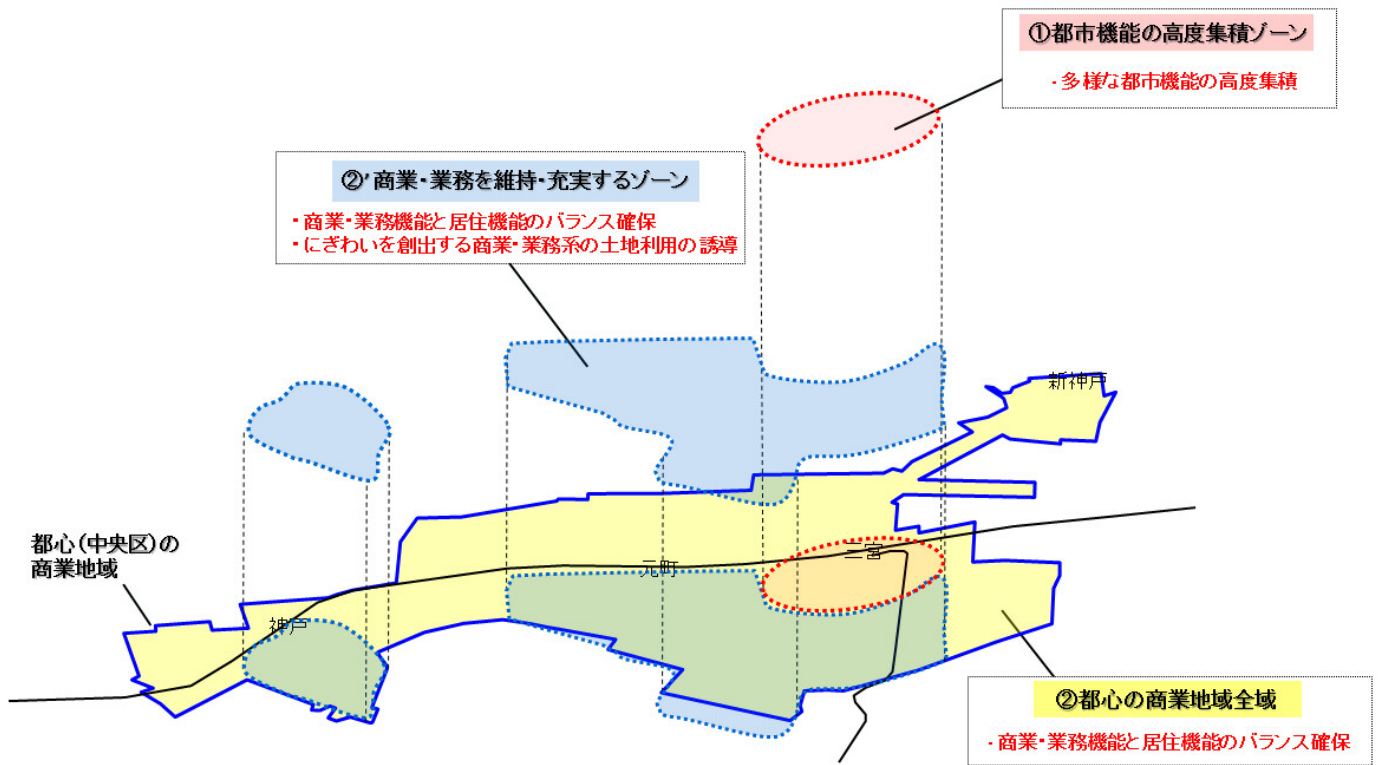 ①都市機能の高度集積ゾーン
・多様な都市機能の高度集積
②’商業・業務を維持・充実するゾーン
・商業・業務機能と居住機能のバランス確保
・にぎわいを創出する商業・業務系の土地利用の誘導
新神戸
都心(中央区)の
商業地域
三宮
元町
神戸
②都心の商業地域全域
・商業・業務機能と居住機能のバランス確保